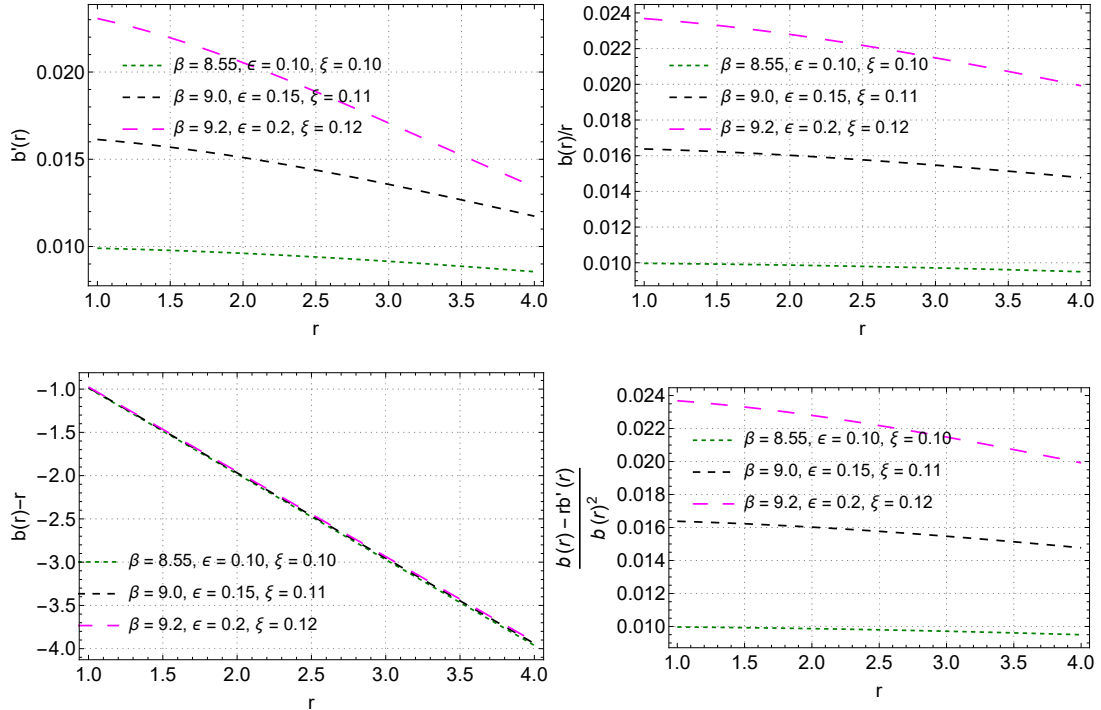 0.020
0.015
0.010
b'(r)
β = 8.55, ϵ = 0.10, ξ = 0.10
β = 9.0, ϵ = 0.15, ξ = 0.11
β = 9.2, ϵ = 0.2, ξ = 0.12
1.0 1.5 2.0 2.5 3.0 3.5 4.0
r
0.024
0.022
0.020
0.018
0.016
0.014
0.012
0.010
b(r)/r
β = 8.55, ϵ = 0.10, ξ = 0.10
β = 9.0, ϵ = 0.15, ξ = 0.11
β = 9.2, ϵ = 0.2, ξ = 0.12
1.0 1.5 2.0 2.5 3.0 3.5 4.0
r
−1.0
−1.5
−2.0
−2.5
−3.0
−3.5
−4.0
b(r)−r
β = 8.55, ϵ = 0.10, ξ = 0.10
β = 9.0, ϵ = 0.15, ξ = 0.11
β = 9.2, ϵ = 0.2, ξ = 0.12
1.0 1.5 2.0 2.5 3.0 3.5 4.0
r
0.024
0.022
0.020
0.018
0.016
0.014
0.012
0.010
b(r) − rb'(r)
b(r)²
β = 8.55, ϵ = 0.10, ξ = 0.10
β = 9.0, ϵ = 0.15, ξ = 0.11
β = 9.2, ϵ = 0.2, ξ = 0.12
1.0 1.5 2.0 2.5 3.0 3.5 4.0
r